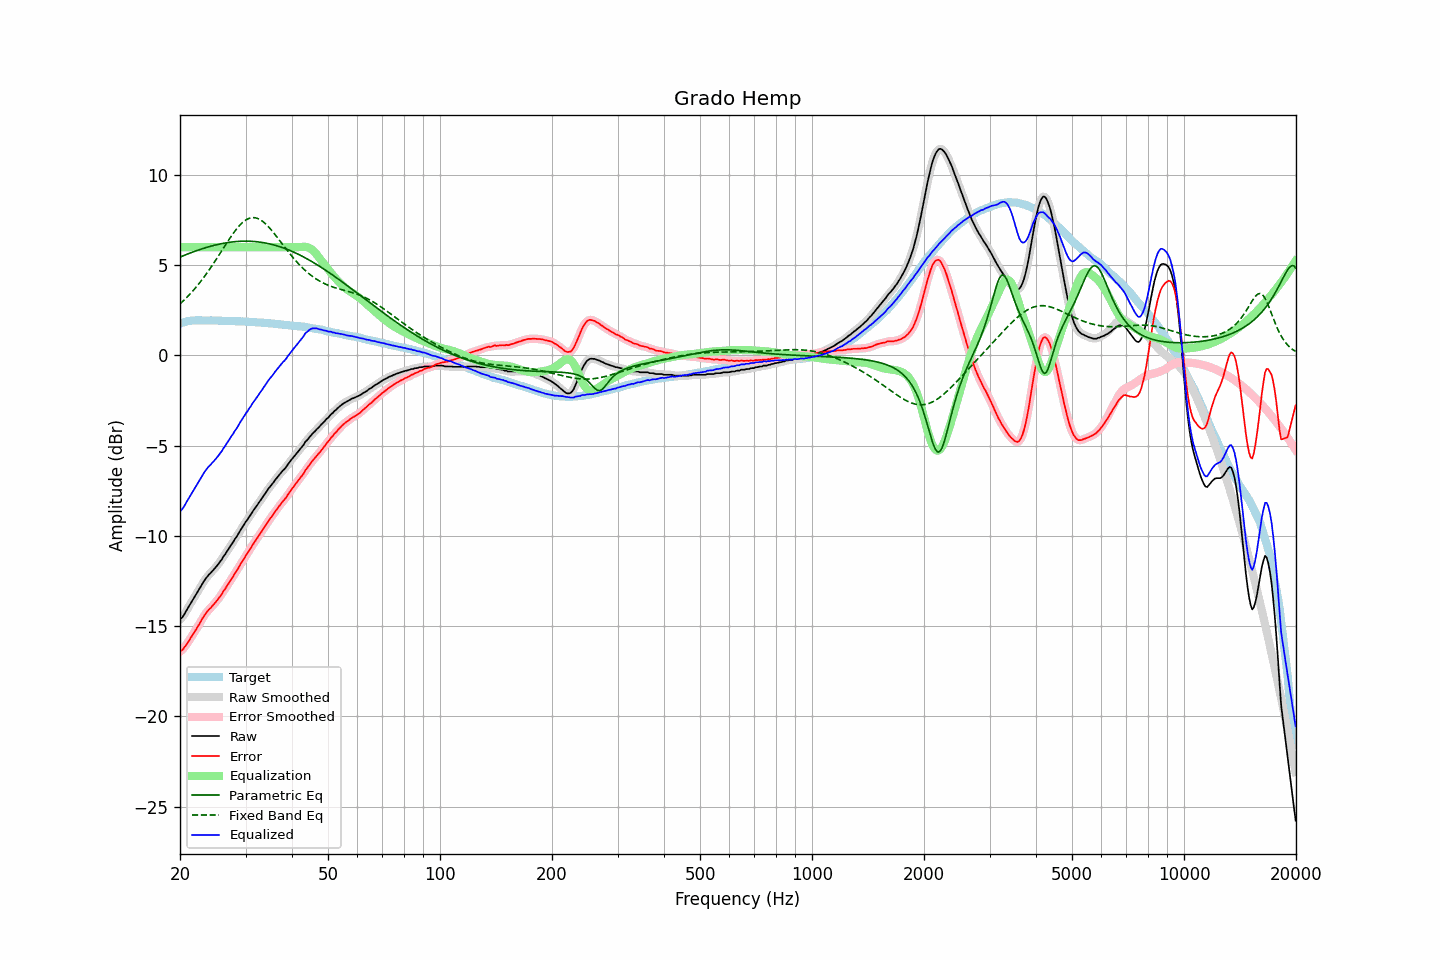 Grado Hemp
Amplitude (dBr)
10
5
0
−5
−10
−15
−20
−25
Target
Raw Smoothed
Error Smoothed
Raw
Error
Equalization
Parametric Eq
Fixed Band Eq
Equalized
20 50 100 200 500 1000 2000 5000 10000 20000
Frequency (Hz)